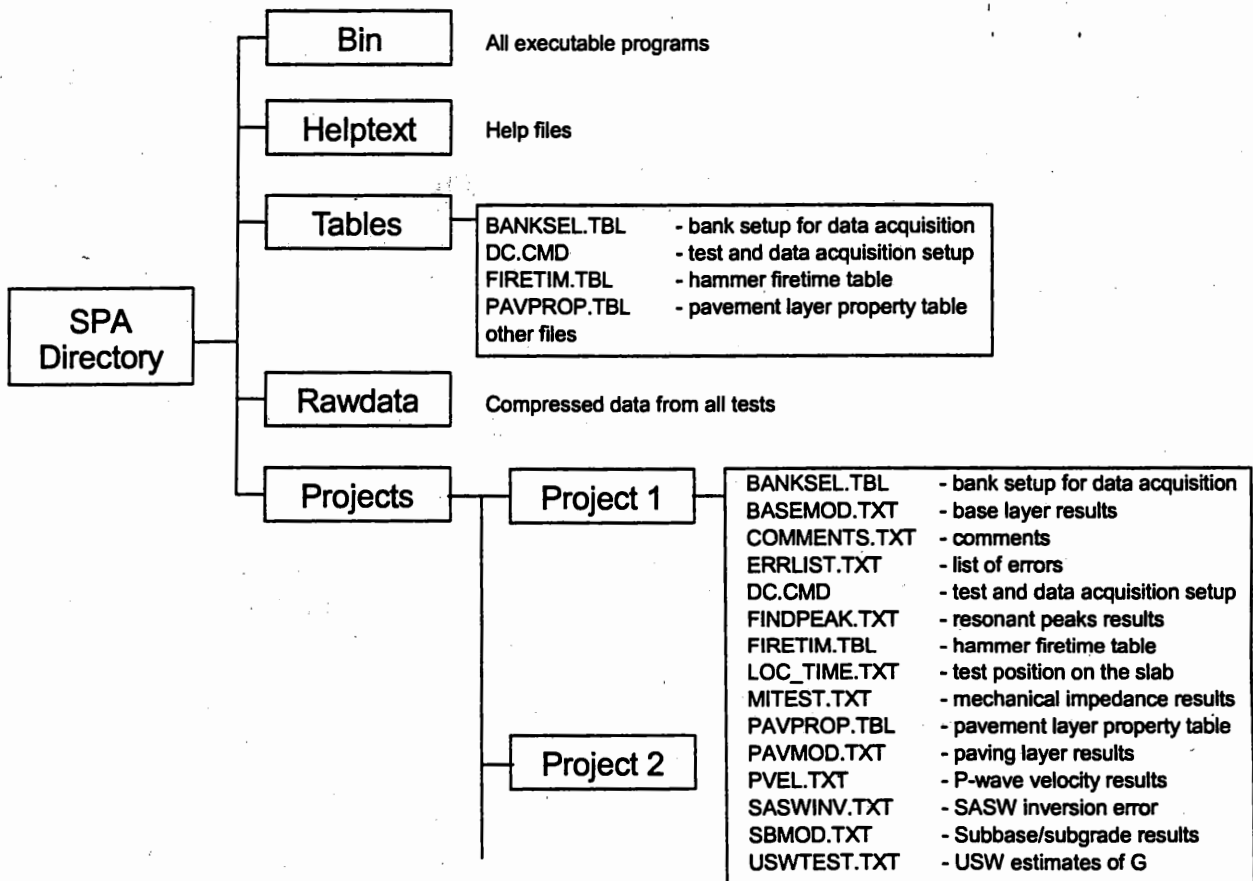 Bin
All executable programs
Helptext
Help files
Tables
BANKSEL.TBL - bank setup for data acquisition
DC.CMD - test and data acquisition setup
FIRETIM.TBL - hammer firetime table
PAVPROP.TBL - pavement layer property table
other files
SPA
Directory
Rawdata
Compressed data from all tests
Projects
Project 1
BANKSEL.TBL - bank setup for data acquisition
BASEMOD.TXT - base layer results
COMMENTS.TXT - comments
ERRLIST.TXT - list of errors
DC.CMD - test and data acquisition setup
FINDPEAK.TXT - resonant peaks results
FIRETIM.TBL - hammer firetime table
LOC_TIME.TXT - test position on the slab
MITEST.TXT - mechanical impedance results
PAVPROP.TBL - pavement layer property table
PAVMOD.TXT - paving layer results
PVEL.TXT - P-wave velocity results
SASWINV.TXT - SASW inversion error
SBMOD.TXT - Subbase/subgrade results
USWTEST.TXT - USW estimates of G
Project 2